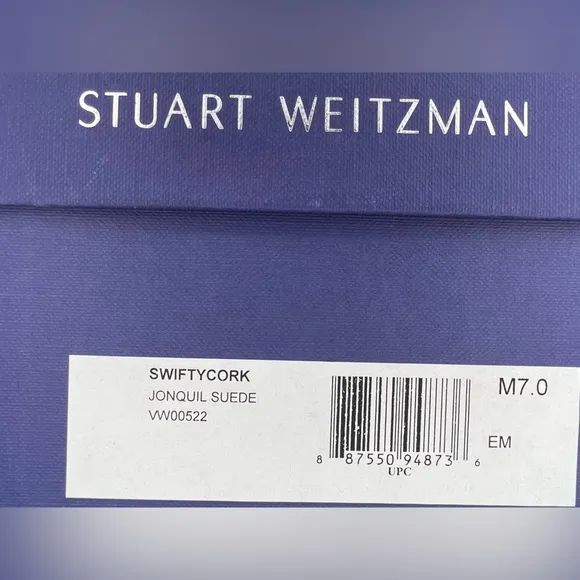 STUART WEITZMAN
SWIFTYCORK
JONQUIL SUEDE
VW00522
M7.0
EM
8 87550 94873 6
UPC